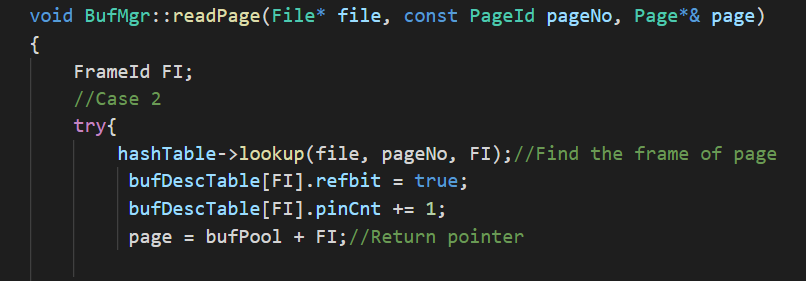 void BufMgr::readPage(File* file, const PageId pageNo, Page*& page)
{
    FrameId FI;
    //Case 2
    try{
        hashTable->lookup(file, pageNo, FI);//Find the frame of page
         bufDescTable[FI].refbit = true;
         bufDescTable[FI].pinCnt += 1;
         page = bufPool + FI;//Return pointer